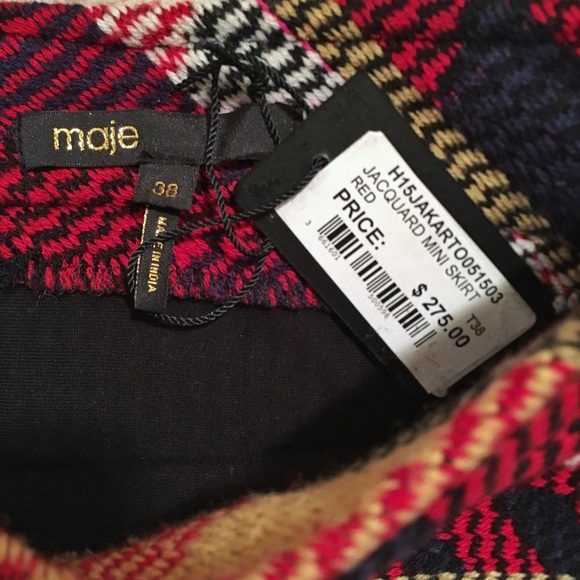 maje
38
MADE IN INDIA
H15JAKARTO051503
JACQUARD MINI SKIRT
RED T38
PRICE:
$ 275.00